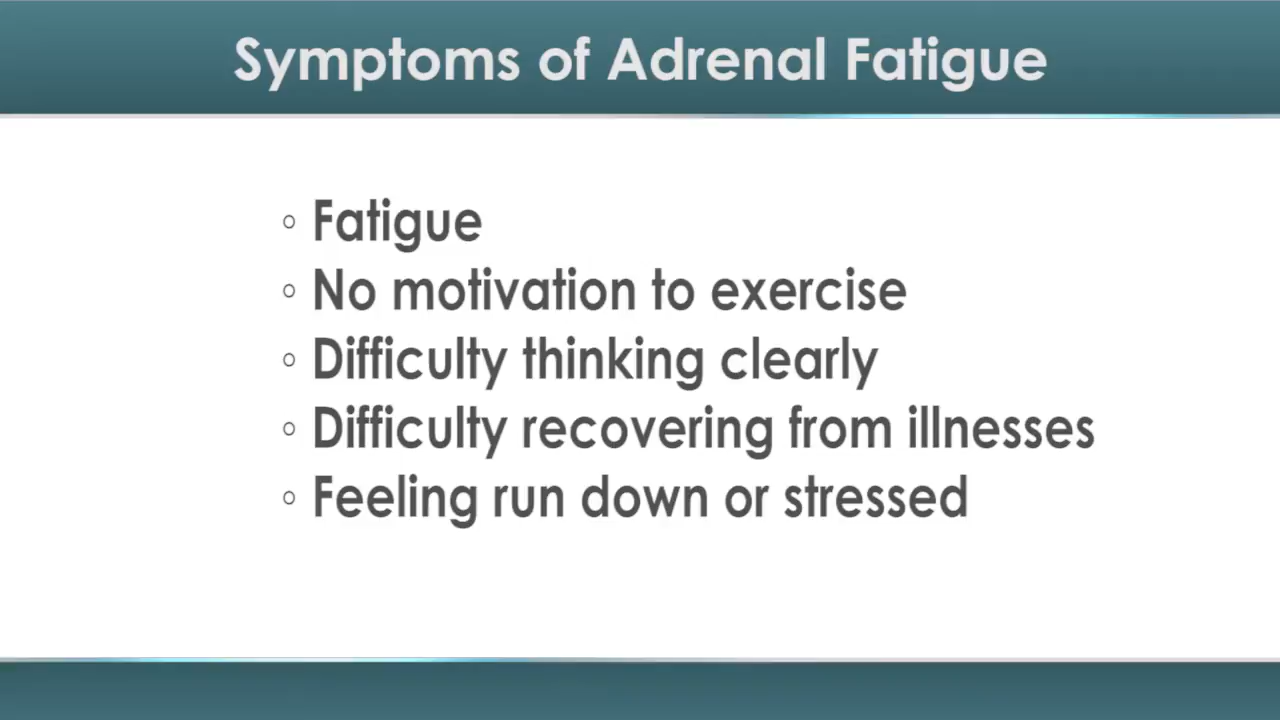 Symptoms of Adrenal Fatigue
◦ Fatigue
◦ No motivation to exercise
◦ Difficulty thinking clearly
◦ Difficulty recovering from illnesses
◦ Feeling run down or stressed